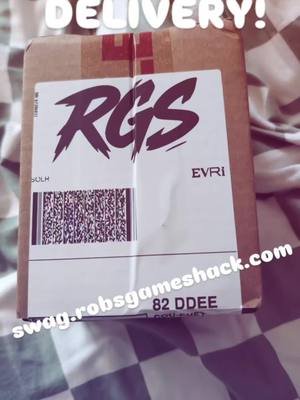 DELIVERY!
RGS
EVRi
82 DDEE
swag.robsgameshack.com